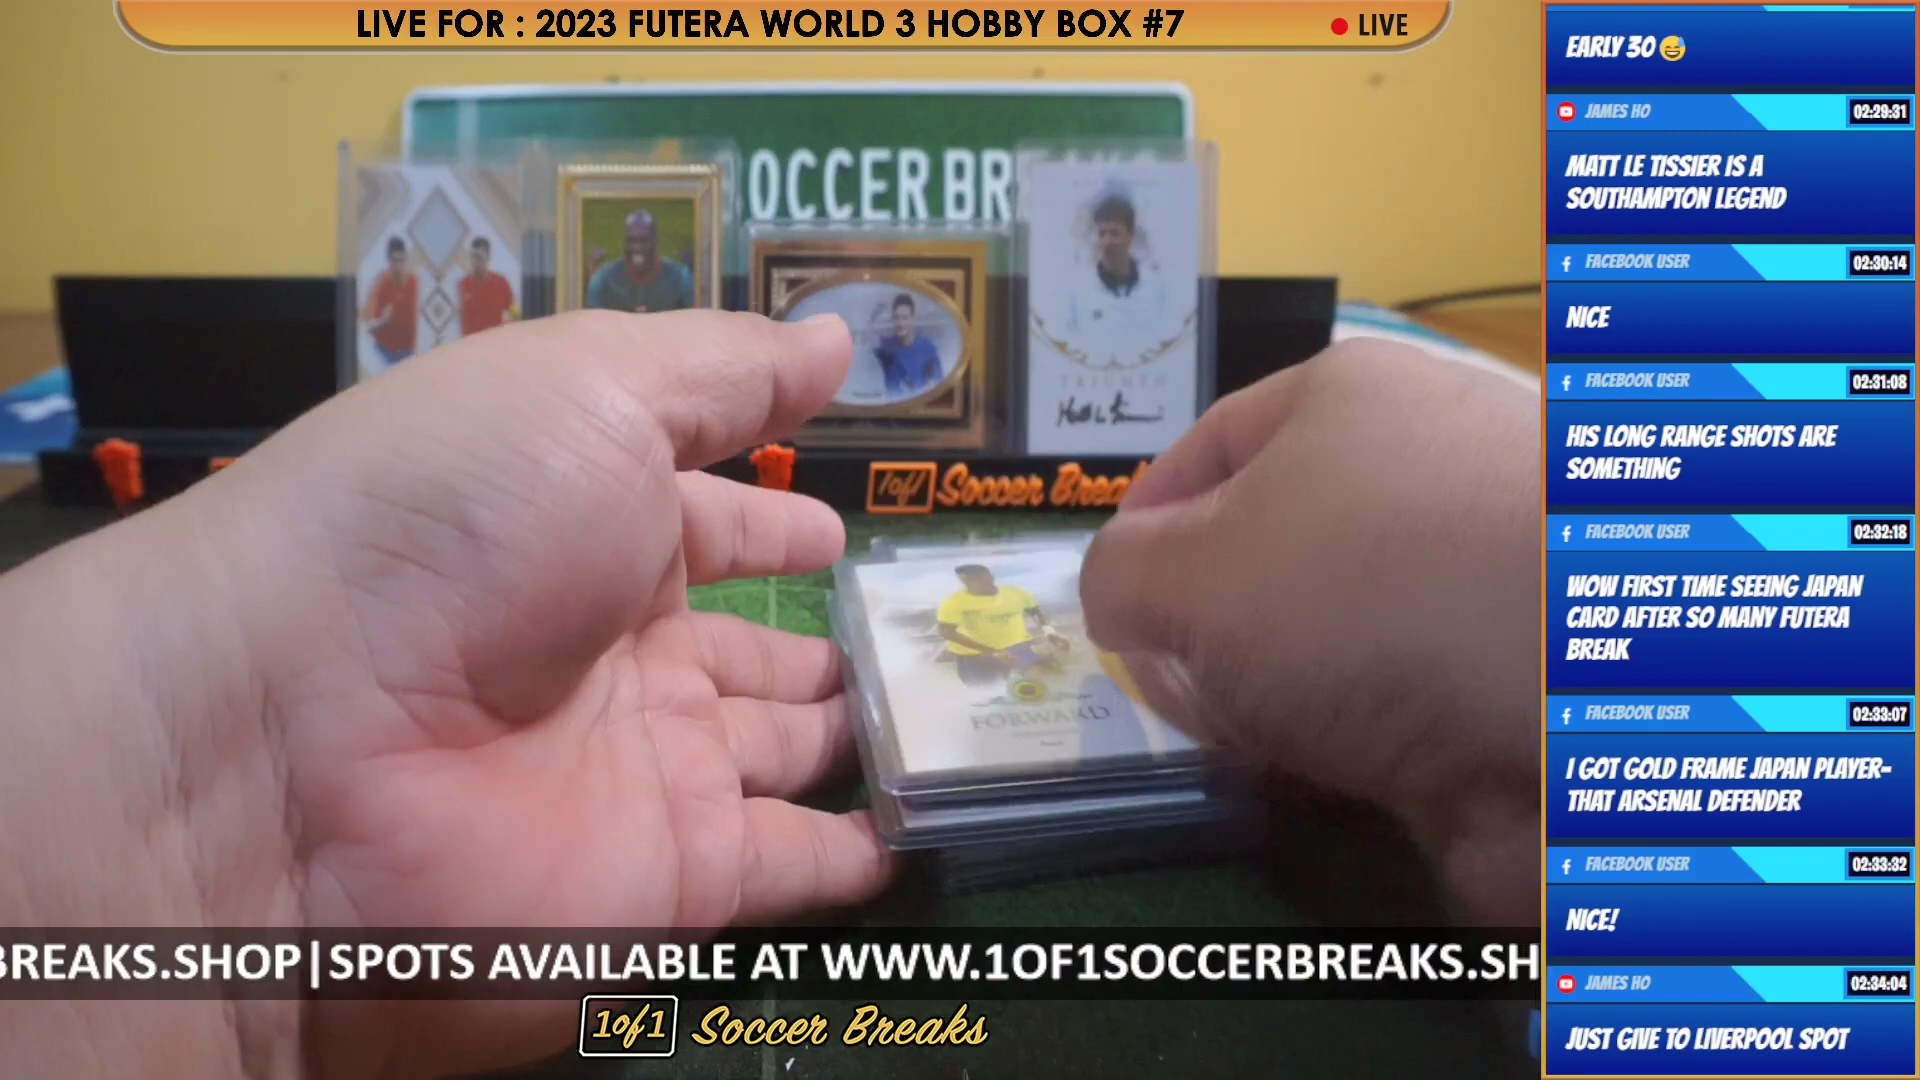 LIVE FOR : 2023 FUTERA WORLD 3 HOBBY BOX #7
LIVE
SOCCER BR
TRIUNFO
1of1 Soccer Brea
FORWARD
BREAKS.SHOP|SPOTS AVAILABLE AT WWW.1OF1SOCCERBREAKS.SH
1of1 Soccer Breaks
EARLY 30😅
JAMES HO 02:29:31
MATT LE TISSIER IS A
SOUTHAMPTON LEGEND
FACEBOOK USER 02:30:14
NICE
FACEBOOK USER 02:31:08
HIS LONG RANGE SHOTS ARE
SOMETHING
FACEBOOK USER 02:32:18
WOW FIRST TIME SEEING JAPAN
CARD AFTER SO MANY FUTERA
BREAK
FACEBOOK USER 02:33:07
I GOT GOLD FRAME JAPAN PLAYER-
THAT ARSENAL DEFENDER
FACEBOOK USER 02:33:32
NICE!
JAMES HO 02:34:04
JUST GIVE TO LIVERPOOL SPOT